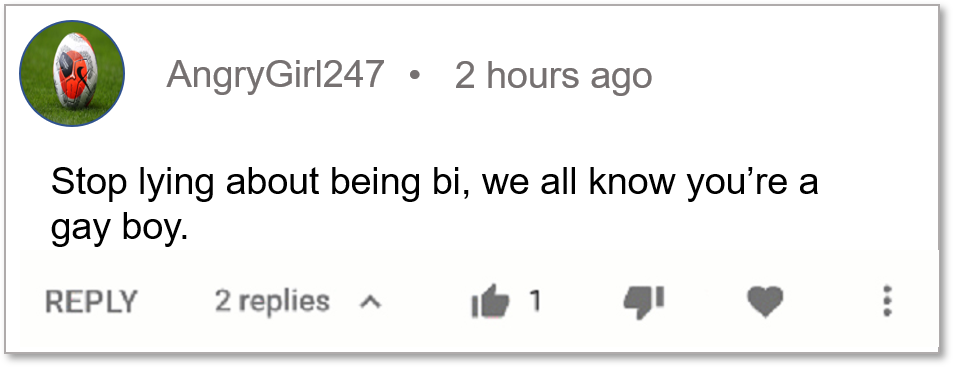 AngryGirl247 • 2 hours ago
Stop lying about being bi, we all know you’re a
gay boy.
REPLY 2 replies 1